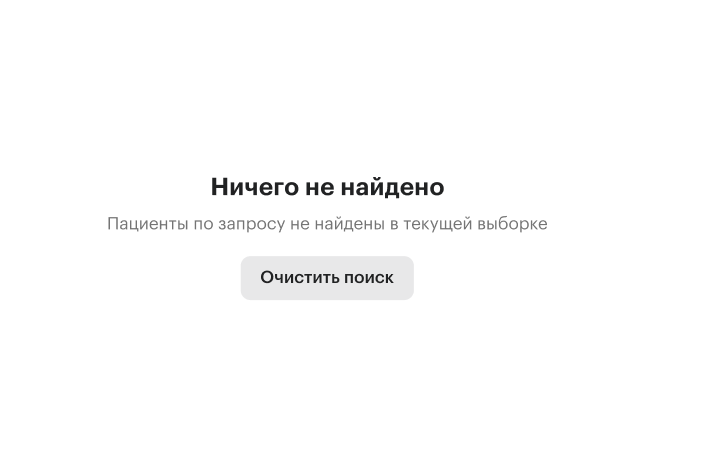 Ничего не найдено
Пациенты по запросу не найдены в текущей выборке
Очистить поиск